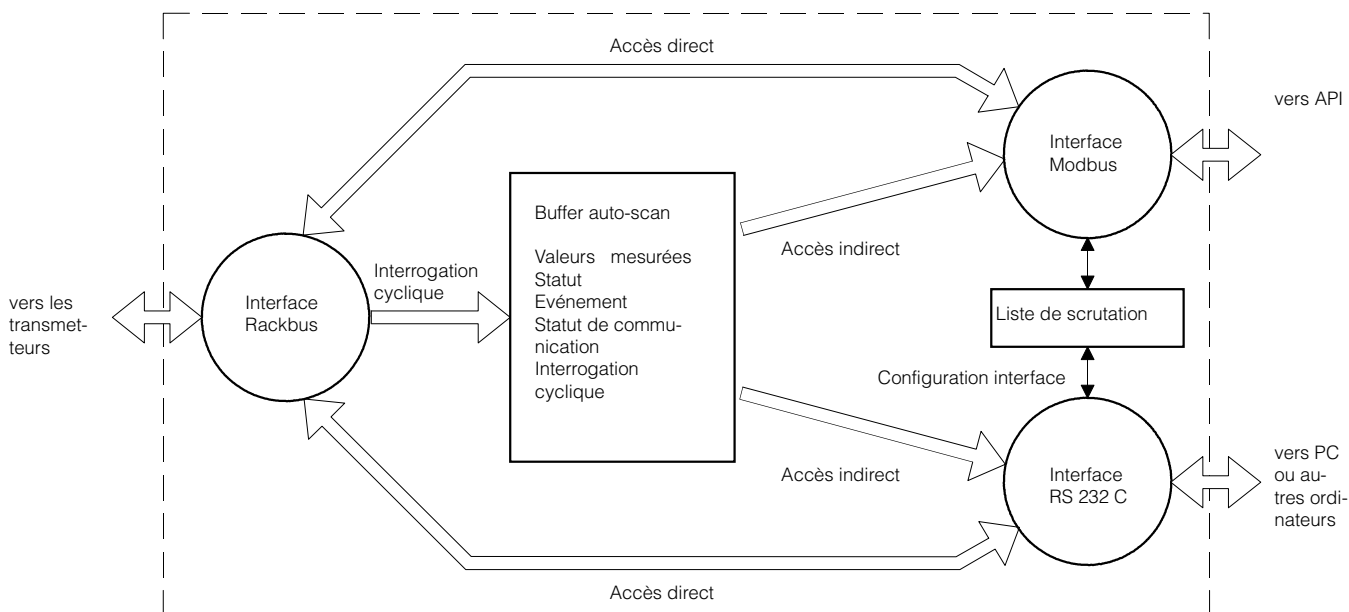 Accès direct
vers API
Interface
Modbus
Buffer auto-scan
Valeurs mesurées
Statut
Evénement
Statut de commu-
nication
Interrogation
cyclique
Accès indirect
Interrogation
cyclique
Interface
Rackbus
vers les
transmet-
teurs
Liste de scrutation
Configuration interface
Accès indirect
Interface
RS 232 C
vers PC
ou au-
tres ordi-
nateurs
Accès direct